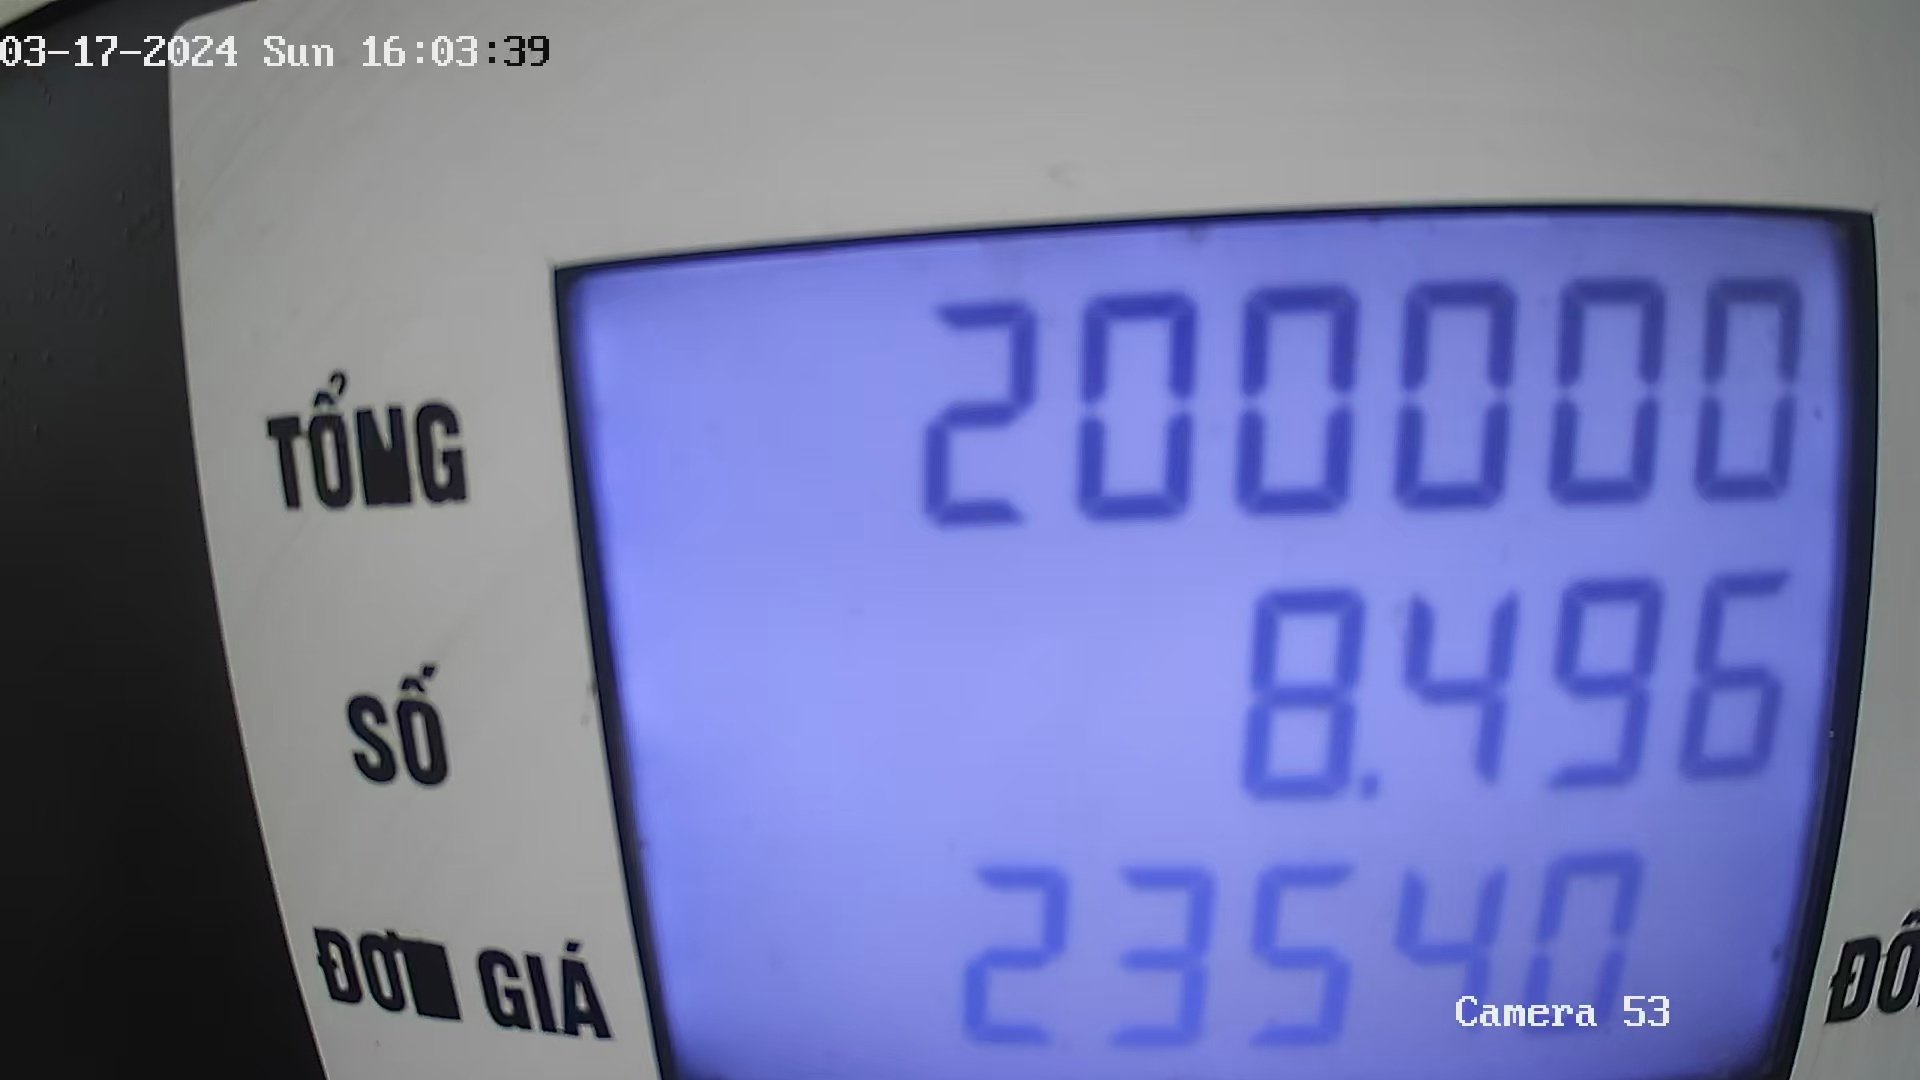 03-17-2024 Sun 16:03:39
TỔNG 200000
SỐ 8.496
ĐƠN GIÁ 23540
Camera 53